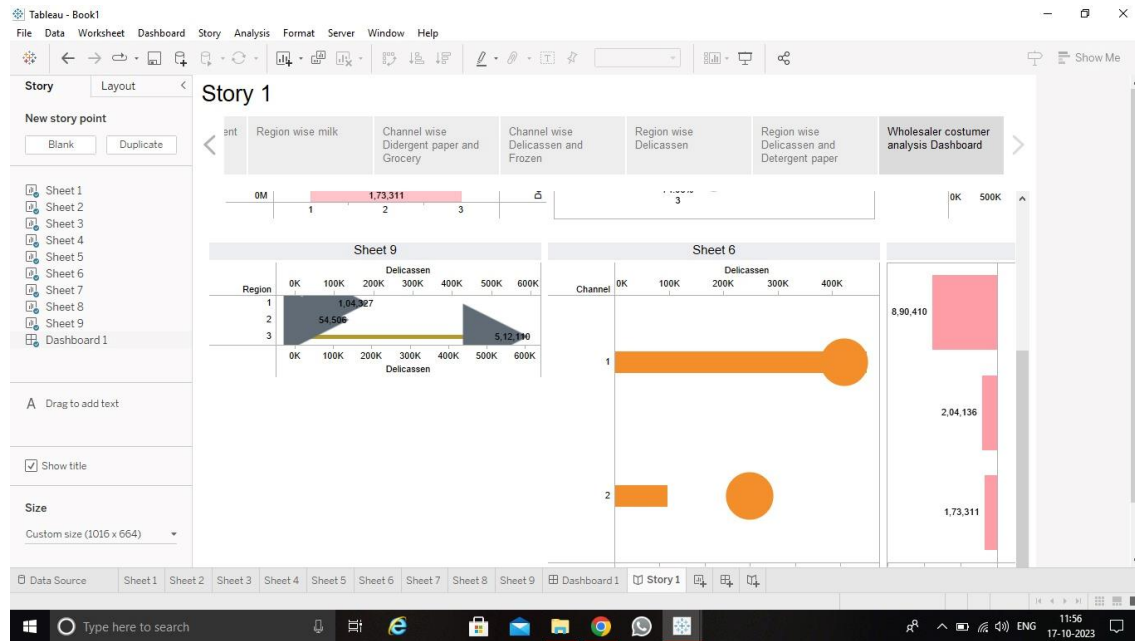 Tableau - Book1
File Data Worksheet Dashboard Story Analysis Format Server Window Help
Show Me
Story Layout
New story point
Blank Duplicate
Sheet 1
Sheet 2
Sheet 3
Sheet 4
Sheet 5
Sheet 6
Sheet 7
Sheet 8
Sheet 9
Dashboard 1
A Drag to add text
Show title
Size
Custom size (1016 x 664)
Story 1
ent
Region wise milk
Channel wise
Didergent paper and
Grocery
Channel wise
Delicassen and
Frozen
Region wise
Delicassen
Region wise
Delicassen and
Detergent paper
Wholesaler costumer
analysis Dashboard
0M 1,73,311
1 2 3
3
0K 500K
Sheet 9
Delicassen
Region 0K 100K 200K 300K 400K 500K 600K
1 1,04,327
2 54,506
3 5,12,110
0K 100K 200K 300K 400K 500K 600K
Delicassen
Sheet 6
Delicassen
Channel 0K 100K 200K 300K 400K
1
2
8,90,410
2,04,136
1,73,311
Data Source Sheet 1 Sheet 2 Sheet 3 Sheet 4 Sheet 5 Sheet 6 Sheet 7 Sheet 8 Sheet 9 Dashboard 1 Story 1
Type here to search
ENG
11:56
17-10-2023